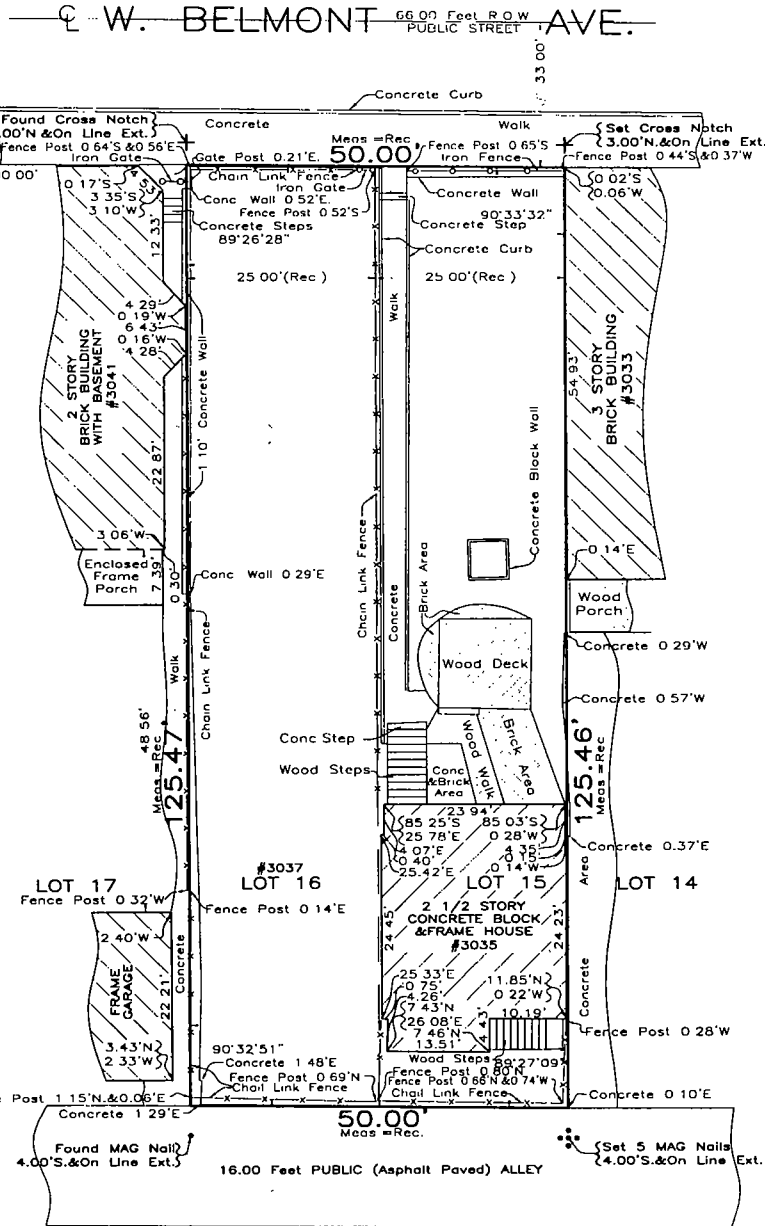 ℄ W. BELMONT AVE.
66.00 Feet R.O.W
PUBLIC STREET
33 00'
Concrete Curb
Found Cross Notch
.00'N &On Line Ext.
Concrete
Walk
Meas =Rec
50.00'
Set Cross Notch
3.00'N.&On Line Ext.
Fence Post 0 64'S &0 56'E
Iron Gate
Gate Post 0.21'E.
Fence Post 0 65'S
Iron Fence
Fence Post 0 44'S &0 37'W
0 00'
4 53'
0 17'S
3 35'S
3 10'W
12 33'
Chain Link Fence
Iron Gate
Conc Wall 0 52'E.
Fence Post 0 52'S
Concrete Steps
89°26'28"
Concrete Wall
90°33'32"
Concrete Step
0 02'S
0.06'W
Concrete Curb
25 00'(Rec )
25 00'(Rec )
Walk
4 29'
0 19'W
6 43'
0 16'W
4 28'
2 STORY
BRICK BUILDING
WITH BASEMENT
#3041
1 10' Concrete Wall
3 STORY
BRICK BUILDING
#3033
54 93'
22 87'
Concrete Block Wall
3 06'W
Enclosed
Frame
Porch
7 39'
0 30'
Conc Wall 0 29'E
Chain Link Fence
Concrete
Brick Area
0.14'E
Wood
Porch
Wood Deck
Concrete 0 29'W
Walk
Chain Link Fence
Concrete 0 57'W
48 56'
125.47'
Meas =Rec
Conc Step
Wood Steps
Conc
&Brick
Area
Wood Walk
Brick Area
125.46'
Meas =Rec
23 94'
85 25'S
25 78'E
4 07'E
0 40'
25.42'E
85 03'S
0 28'W
4 35'
0 15'
0 14'W
Concrete 0.37'E
#3037
LOT 17
LOT 16
LOT 15
LOT 14
Area
Fence Post 0 32'W
Fence Post 0 14'E
2 1/2 STORY
CONCRETE BLOCK
&FRAME HOUSE
#3035
24 45'
24 23'
2 40'W
FRAME
GARAGE
22 21'
Concrete
25 33'E
0 75'
4.26'
7 43'N
26 08'E
7 46'N
13.51'
11.85'N
0 22'W
10.19'
4 43'
Concrete
Fence Post 0 28'W
3.43'N
2 33'W
90°32'51"
Concrete 1 48'E
Fence Post 0 69'N
Chail Link Fence
Wood Steps
89°27'09"
Fence Post 0 80'N
Fence Post 0 66'N &0 74'W
Chail Link Fence
Post 1 15'N &0.06'E
Concrete 1 29'E
Concrete 0 10'E
50.00'
Meas =Rec.
Found MAG Nail
4.00'S.&On Line Ext.
Set 5 MAG Nails
4.00'S.&On Line Ext.
16.00 Feet PUBLIC (Asphalt Paved) ALLEY